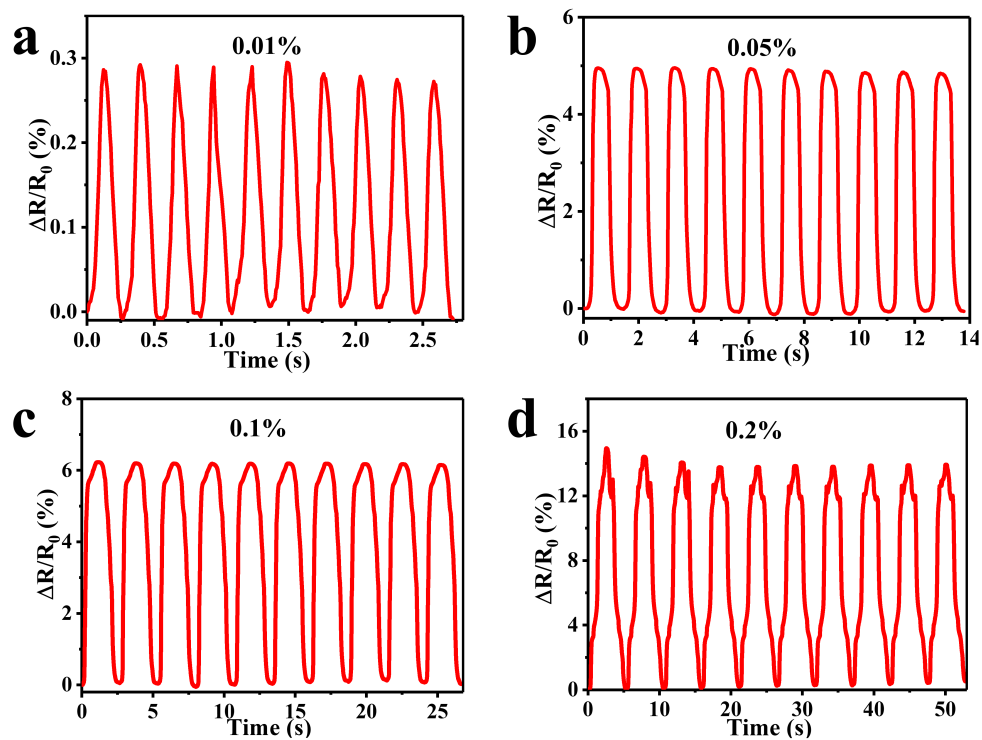 a
0.01%
0.3
0.2
0.1
0.0
ΔR/R0 (%)
0.0 0.5 1.0 1.5 2.0 2.5
Time (s)
b
0.05%
6
4
2
0
ΔR/R0 (%)
0 2 4 6 8 10 12 14
Time (s)
c
0.1%
8
6
4
2
0
ΔR/R0 (%)
0 5 10 15 20 25
Time (s)
d
0.2%
16
12
8
4
0
ΔR/R0 (%)
0 10 20 30 40 50
Time (s)